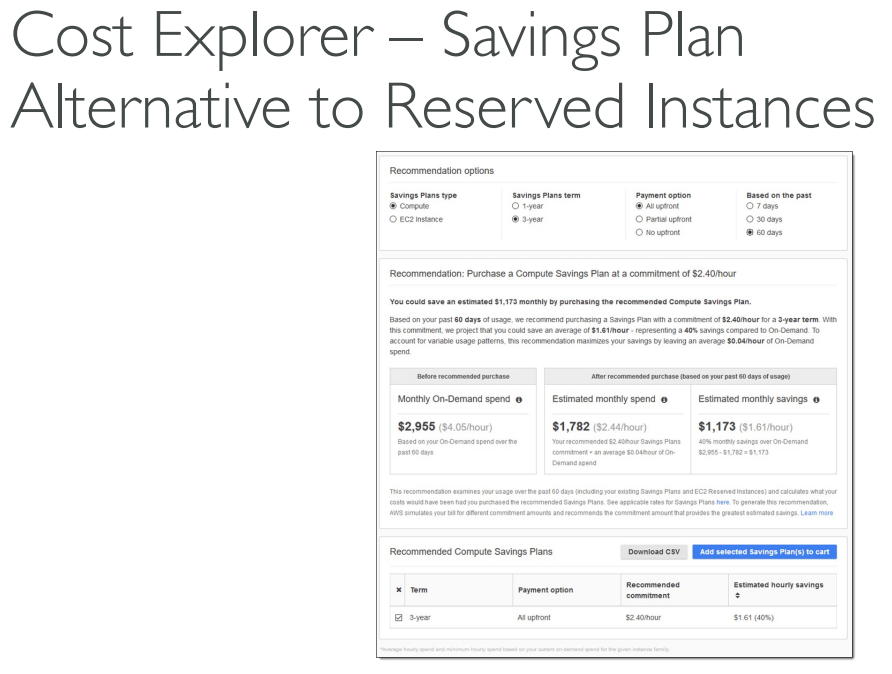 Cost Explorer – Savings Plan
Alternative to Reserved Instances
Recommendation options
Savings Plans type
Compute
EC2 Instance
Savings Plans term
1-year
3-year
Payment option
All upfront
Partial upfront
No upfront
Based on the past
7 days
30 days
60 days
Recommendation: Purchase a Compute Savings Plan at a commitment of $2.40/hour
You could save an estimated $1,173 monthly by purchasing the recommended Compute Savings Plan.
Based on your past 60 days of usage, we recommend purchasing a Savings Plan with a commitment of $2.40/hour for a 3-year term. With
this commitment, we project that you could save an average of $1.61/hour - representing a 40% savings compared to On-Demand. To
account for variable usage patterns, this recommendation maximizes your savings by leaving an average $0.04/hour of On-Demand
spend.
Before recommended purchase
Monthly On-Demand spend
$2,955 ($4.05/hour)
Based on your On-Demand spend over the
past 60 days
After recommended purchase (based on your past 60 days of usage)
Estimated monthly spend
$1,782 ($2.44/hour)
Your recommended $2.40/hour Savings Plans
commitment + an average $0.04/hour of On-
Demand spend
Estimated monthly savings
$1,173 ($1.61/hour)
40% monthly savings over On-Demand
$2,955 - $1,782 = $1,173
This recommendation examines your usage over the past 60 days (including your existing Savings Plans and EC2 Reserved Instances) and calculates what your
costs would have been had you purchased the recommended Savings Plans. See applicable rates for Savings Plans here. To generate this recommendation,
AWS simulates your bill for different commitment amounts and recommends the commitment amount that provides the greatest estimated savings. Learn more
Recommended Compute Savings Plans
Download CSV
Add selected Savings Plan(s) to cart
Term
Payment option
Recommended
commitment
Estimated hourly savings
3-year
All upfront
$2.40/hour
$1.61 (40%)
*Average hourly spend and minimum hourly spend based on your current on-demand spend for the given instance family.